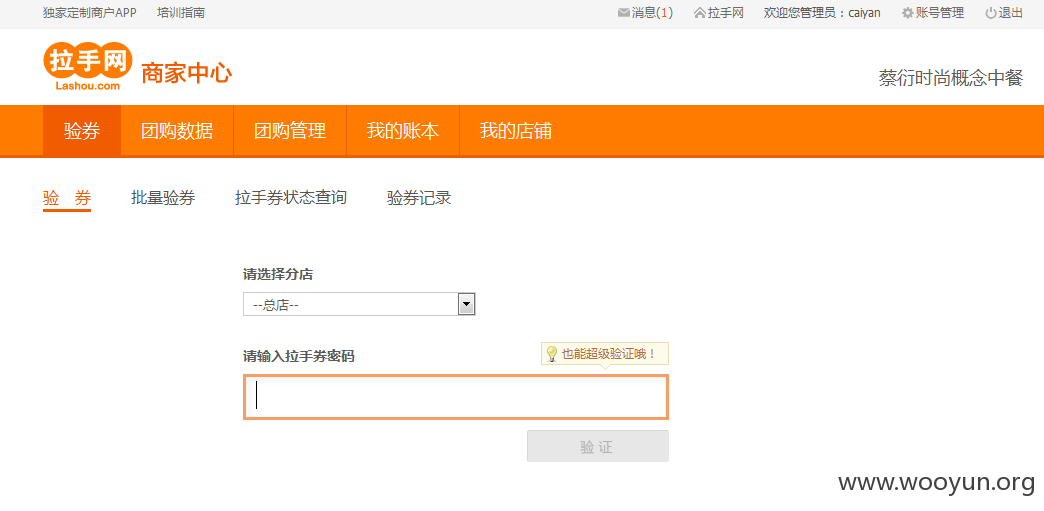 独家定制商户APP 培训指南 消息(1) 拉手网 欢迎您管理员：caiyan 账号管理 退出
拉手网 商家中心
Lashou.com
蔡衍时尚概念中餐
验券 团购数据 团购管理 我的账本 我的店铺
验 券 批量验券 拉手券状态查询 验券记录
请选择分店
--总店--
请输入拉手券密码 也能超级验证哦！
验 证
www.wooyun.org